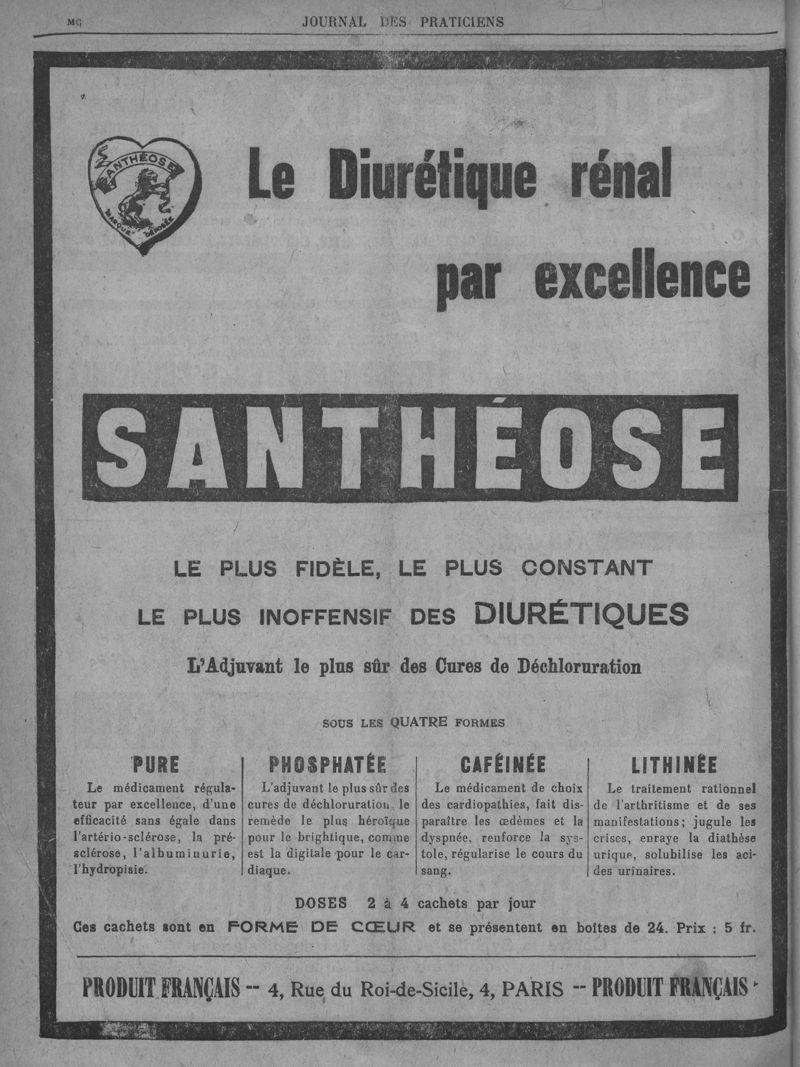 JOURNAL DES PRATICIENS
SANTHÉOSE
MARQUE DÉPOSÉE
Le Diurétique rénal
par excellence
SANTHÉOSE
LE PLUS FIDÈLE, LE PLUS CONSTANT
LE PLUS INOFFENSIF DES DIURÉTIQUES
L'Adjuvant le plus sûr des Cures de Déchloruration
SOUS LES QUATRE FORMES
PURE
Le médicament régula-
teur par excellence, d'une
efficacité sans égale dans
l'artério-sclérose, la pré-
sclérose, l'albuminurie,
l'hydropisie.
PHOSPHATÉE
L'adjuvant le plus sûr des
cures de déchloruration, le
remède le plus héroïque
pour le brightique, comme
est la digitale pour le car-
diaque.
CAFÉINÉE
Le médicament de choix
des cardiopathies, fait dis-
paraître les œdèmes et la
dyspnée, renforce la sys-
tole, régularise le cours du
sang.
LITHINÉE
Le traitement rationnel
de l'arthritisme et de ses
manifestations; jugule les
crises, enraye la diathèse
urique, solubilise les aci-
des urinaires.
DOSES 2 à 4 cachets par jour
Ces cachets sont en FORME DE CŒUR et se présentent en boîtes de 24. Prix : 5 fr.
PRODUIT FRANÇAIS -- 4, Rue du Roi-de-Sicile, 4, PARIS -- PRODUIT FRANÇAIS